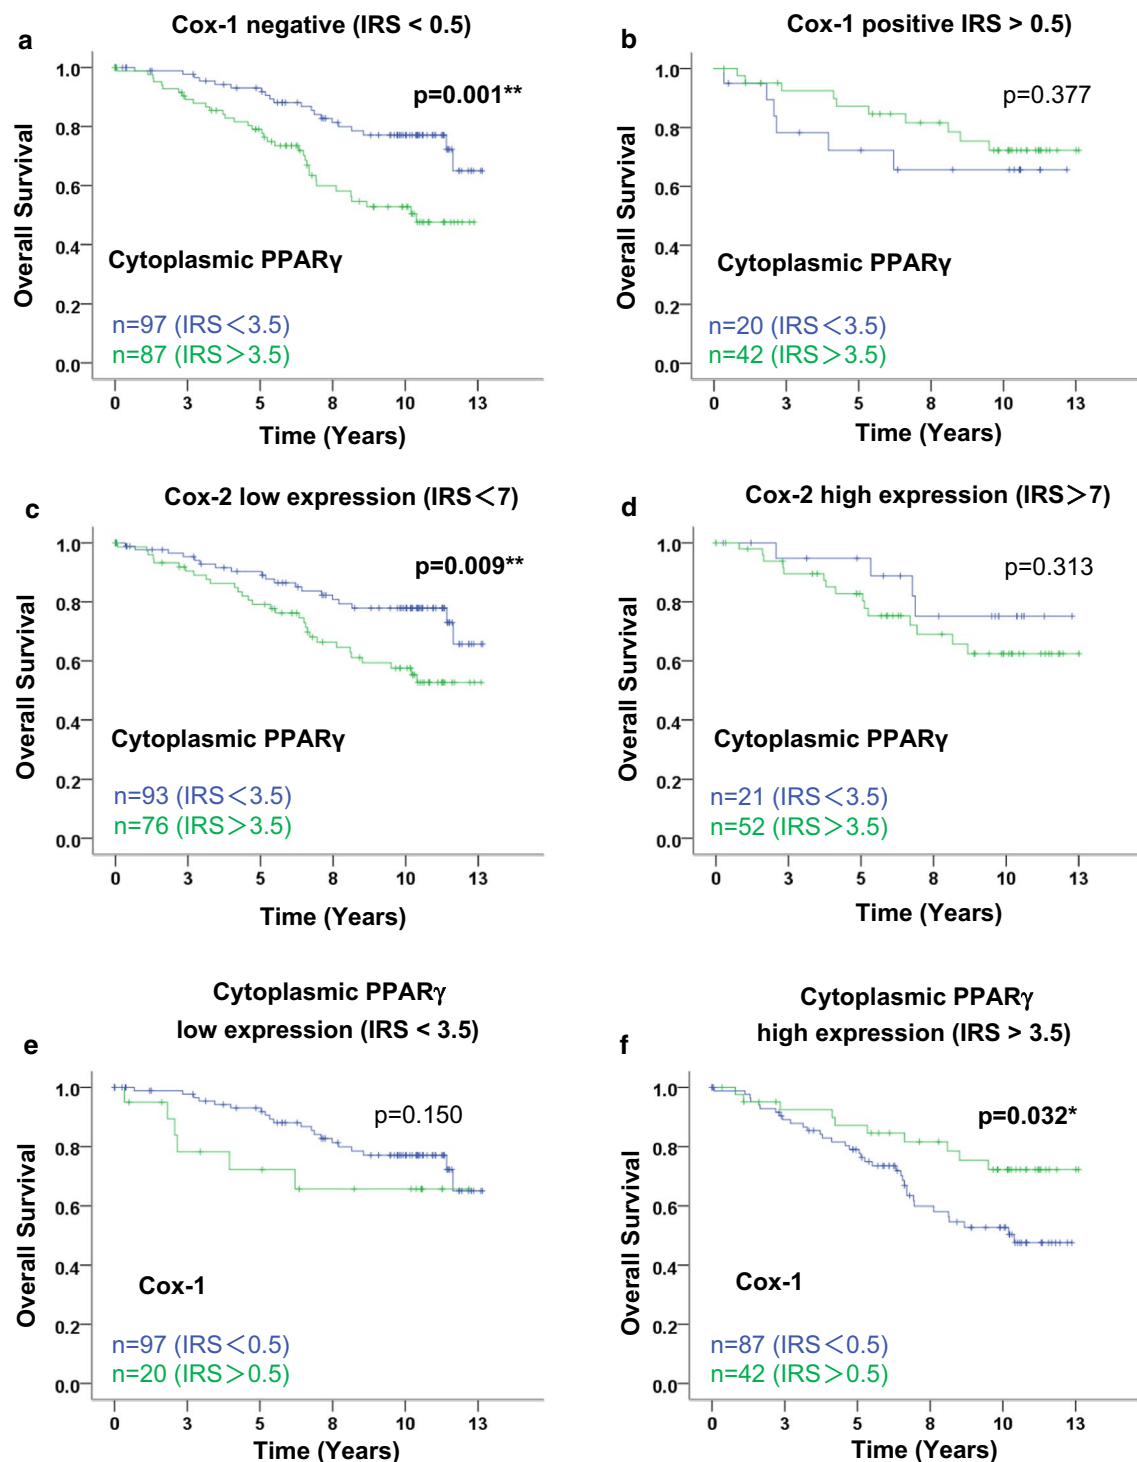 a
Cox-1 negative (IRS < 0.5)
1.0
0.8
0.6
0.4
0.2
0.0
Overall Survival
p=0.001**
Cytoplasmic PPARγ
n=97 (IRS<3.5)
n=87 (IRS>3.5)
0 3 5 8 10 13
Time (Years)
b
Cox-1 positive IRS > 0.5)
1.0
0.8
0.6
0.4
0.2
0.0
Overall Survival
p=0.377
Cytoplasmic PPARγ
n=20 (IRS<3.5)
n=42 (IRS>3.5)
0 3 5 8 10 13
Time (Years)
c
Cox-2 low expression (IRS<7)
1.0
0.8
0.6
0.4
0.2
0.0
Overall Survival
p=0.009**
Cytoplasmic PPARγ
n=93 (IRS<3.5)
n=76 (IRS>3.5)
0 3 5 8 10 13
Time (Years)
d
Cox-2 high expression (IRS>7)
1.0
0.8
0.6
0.4
0.2
0.0
Overall Survival
p=0.313
Cytoplasmic PPARγ
n=21 (IRS<3.5)
n=52 (IRS>3.5)
0 3 5 8 10 13
Time (Years)
e
Cytoplasmic PPARγ
low expression (IRS < 3.5)
1.0
0.8
0.6
0.4
0.2
0.0
Overall Survival
p=0.150
Cox-1
n=97 (IRS<0.5)
n=20 (IRS>0.5)
0 3 5 8 10 13
Time (Years)
f
Cytoplasmic PPARγ
high expression (IRS > 3.5)
1.0
0.8
0.6
0.4
0.2
0.0
Overall Survival
p=0.032*
Cox-1
n=87 (IRS<0.5)
n=42 (IRS>0.5)
0 3 5 8 10 13
Time (Years)